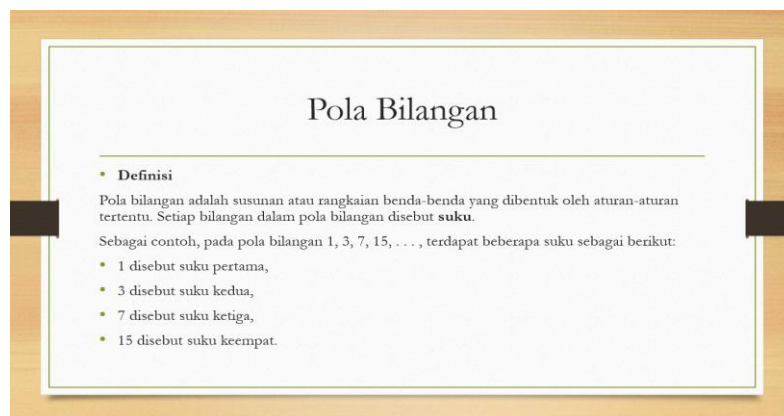 Pola Bilangan
• Definisi
Pola bilangan adalah susunan atau rangkaian benda-benda yang dibentuk oleh aturan-aturan
tertentu. Setiap bilangan dalam pola bilangan disebut suku.
Sebagai contoh, pada pola bilangan 1, 3, 7, 15, . . . , terdapat beberapa suku sebagai berikut:
• 1 disebut suku pertama,
• 3 disebut suku kedua,
• 7 disebut suku ketiga,
• 15 disebut suku keempat.